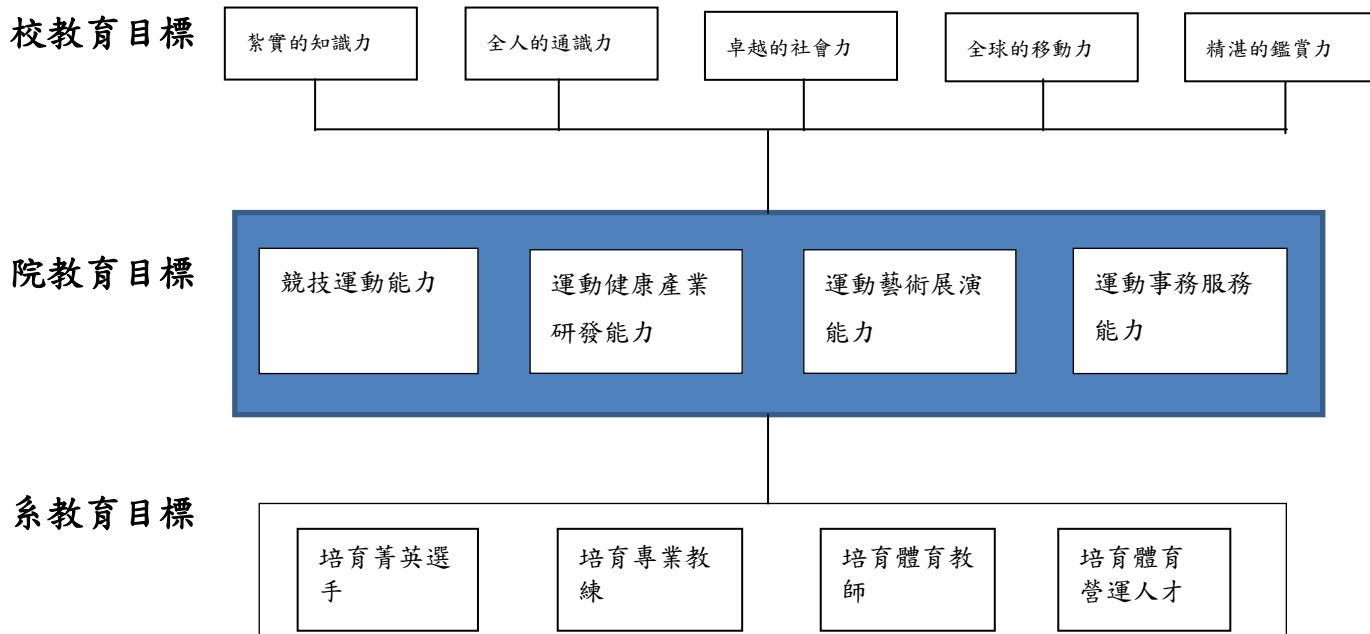 校教育目標
紮實的知識力
全人的通識力
卓越的社會力
全球的移動力
精湛的鑑賞力
院教育目標
競技運動能力
運動健康產業
研發能力
運動藝術展演
能力
運動事務服務
能力
系教育目標
培育菁英選
手
培育專業教
練
培育體育教
師
培育體育
營運人才